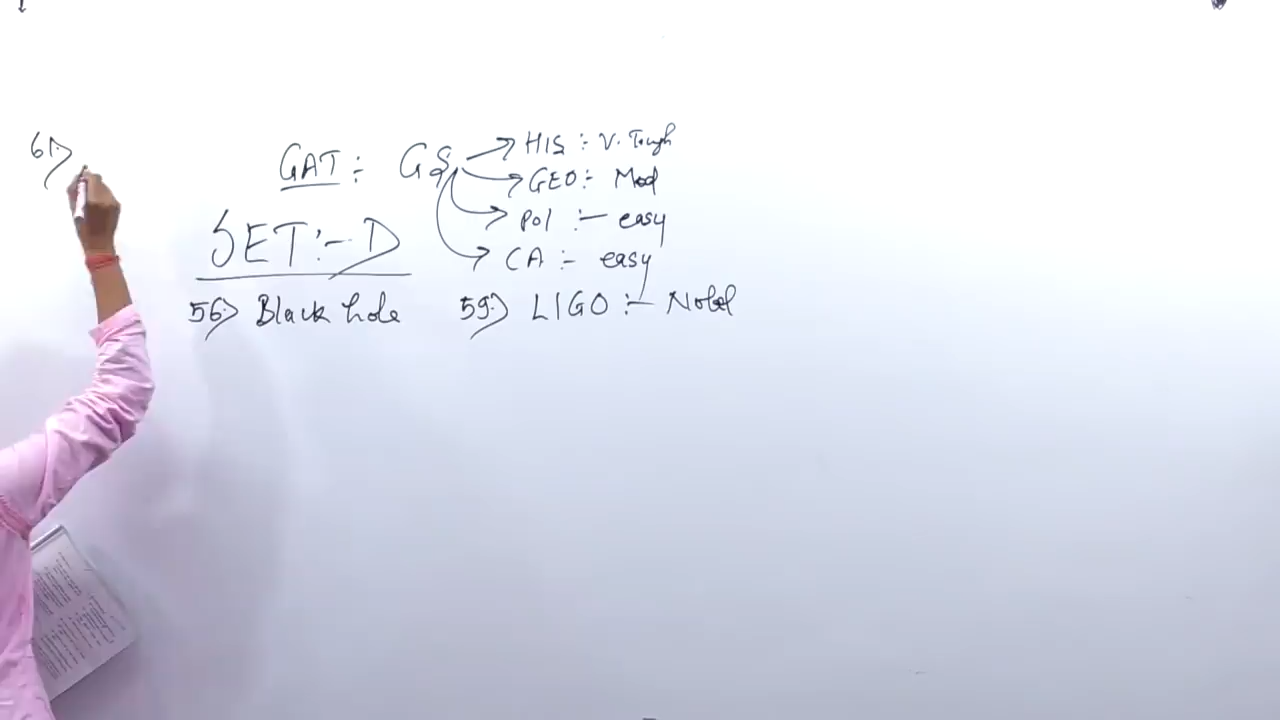 61.>
GAT :- GS → HIS :- V. Tough
→ GEO :- Mod
→ Pol :- easy
→ CA :- easy
SET :- D
56.> Black hole 59.> LIGO :- Nobel